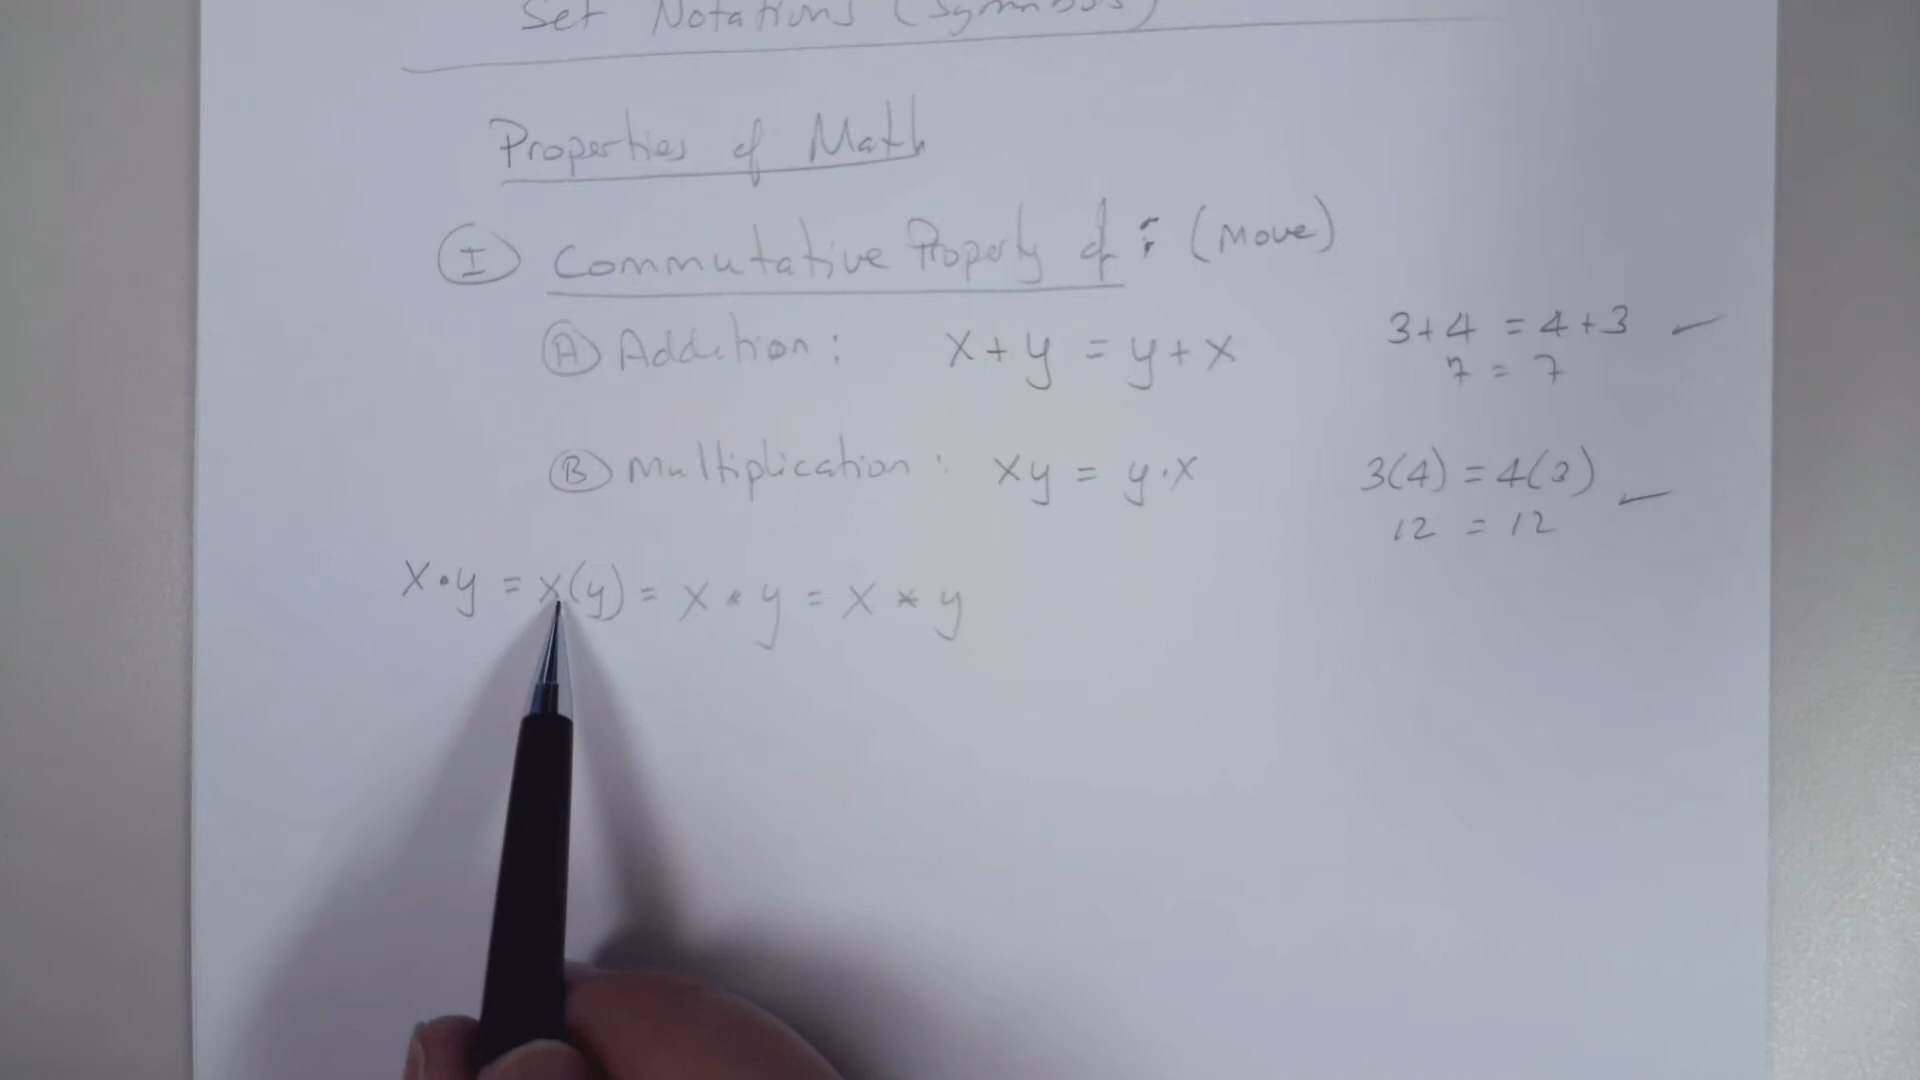 Set Notations (Symbols)
Properties of Math
I Commutative Property of : (Move)
A Addition : x + y = y + x
3+4 = 4+3
7 = 7
B Multiplication : xy = y·x
3(4) = 4(3)
12 = 12
x·y = x(y) = x • y = x * y